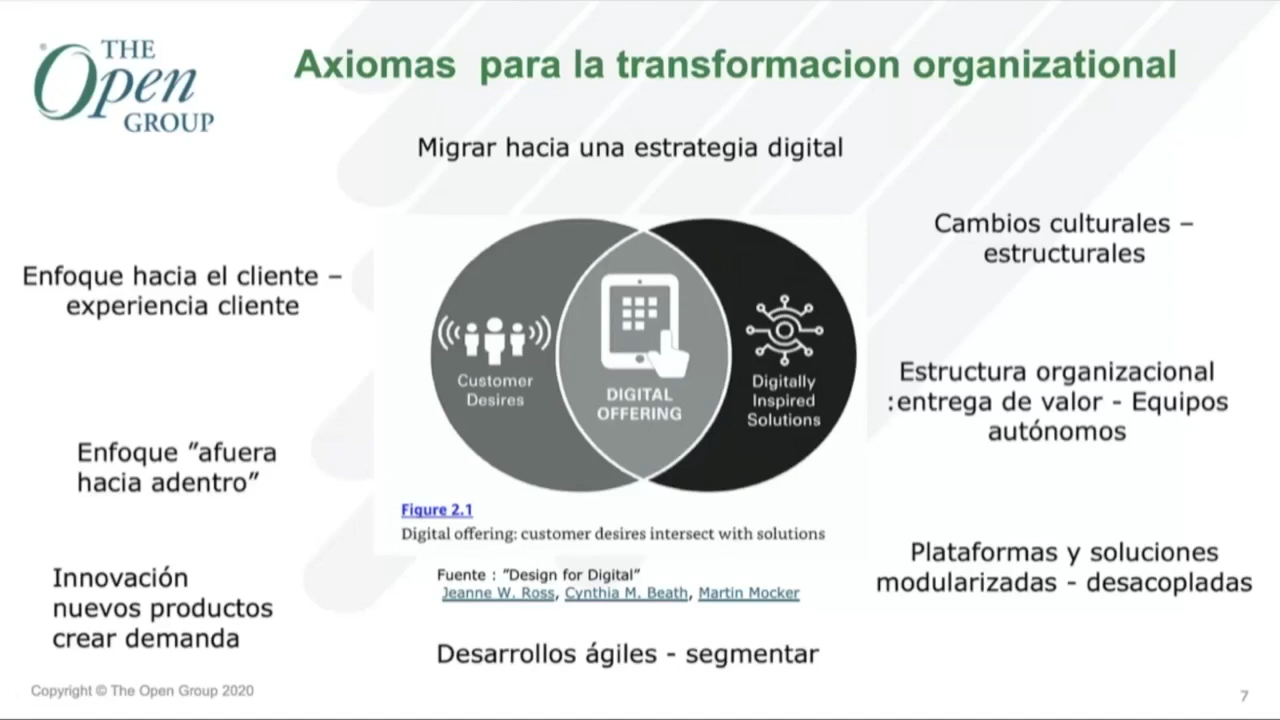 THE
Open
GROUP
Axiomas para la transformacion organizational
Migrar hacia una estrategia digital
Cambios culturales –
estructurales
Enfoque hacia el cliente –
experiencia cliente
Customer
Desires
DIGITAL
OFFERING
Digitally
Inspired
Solutions
Estructura organizacional
:entrega de valor - Equipos
autónomos
Enfoque ”afuera
hacia adentro”
Figure 2.1
Digital offering: customer desires intersect with solutions
Plataformas y soluciones
modularizadas - desacopladas
Innovación
nuevos productos
crear demanda
Fuente : ”Design for Digital”
Jeanne W. Ross, Cynthia M. Beath, Martin Mocker
Desarrollos ágiles - segmentar
Copyright © The Open Group 2020
7